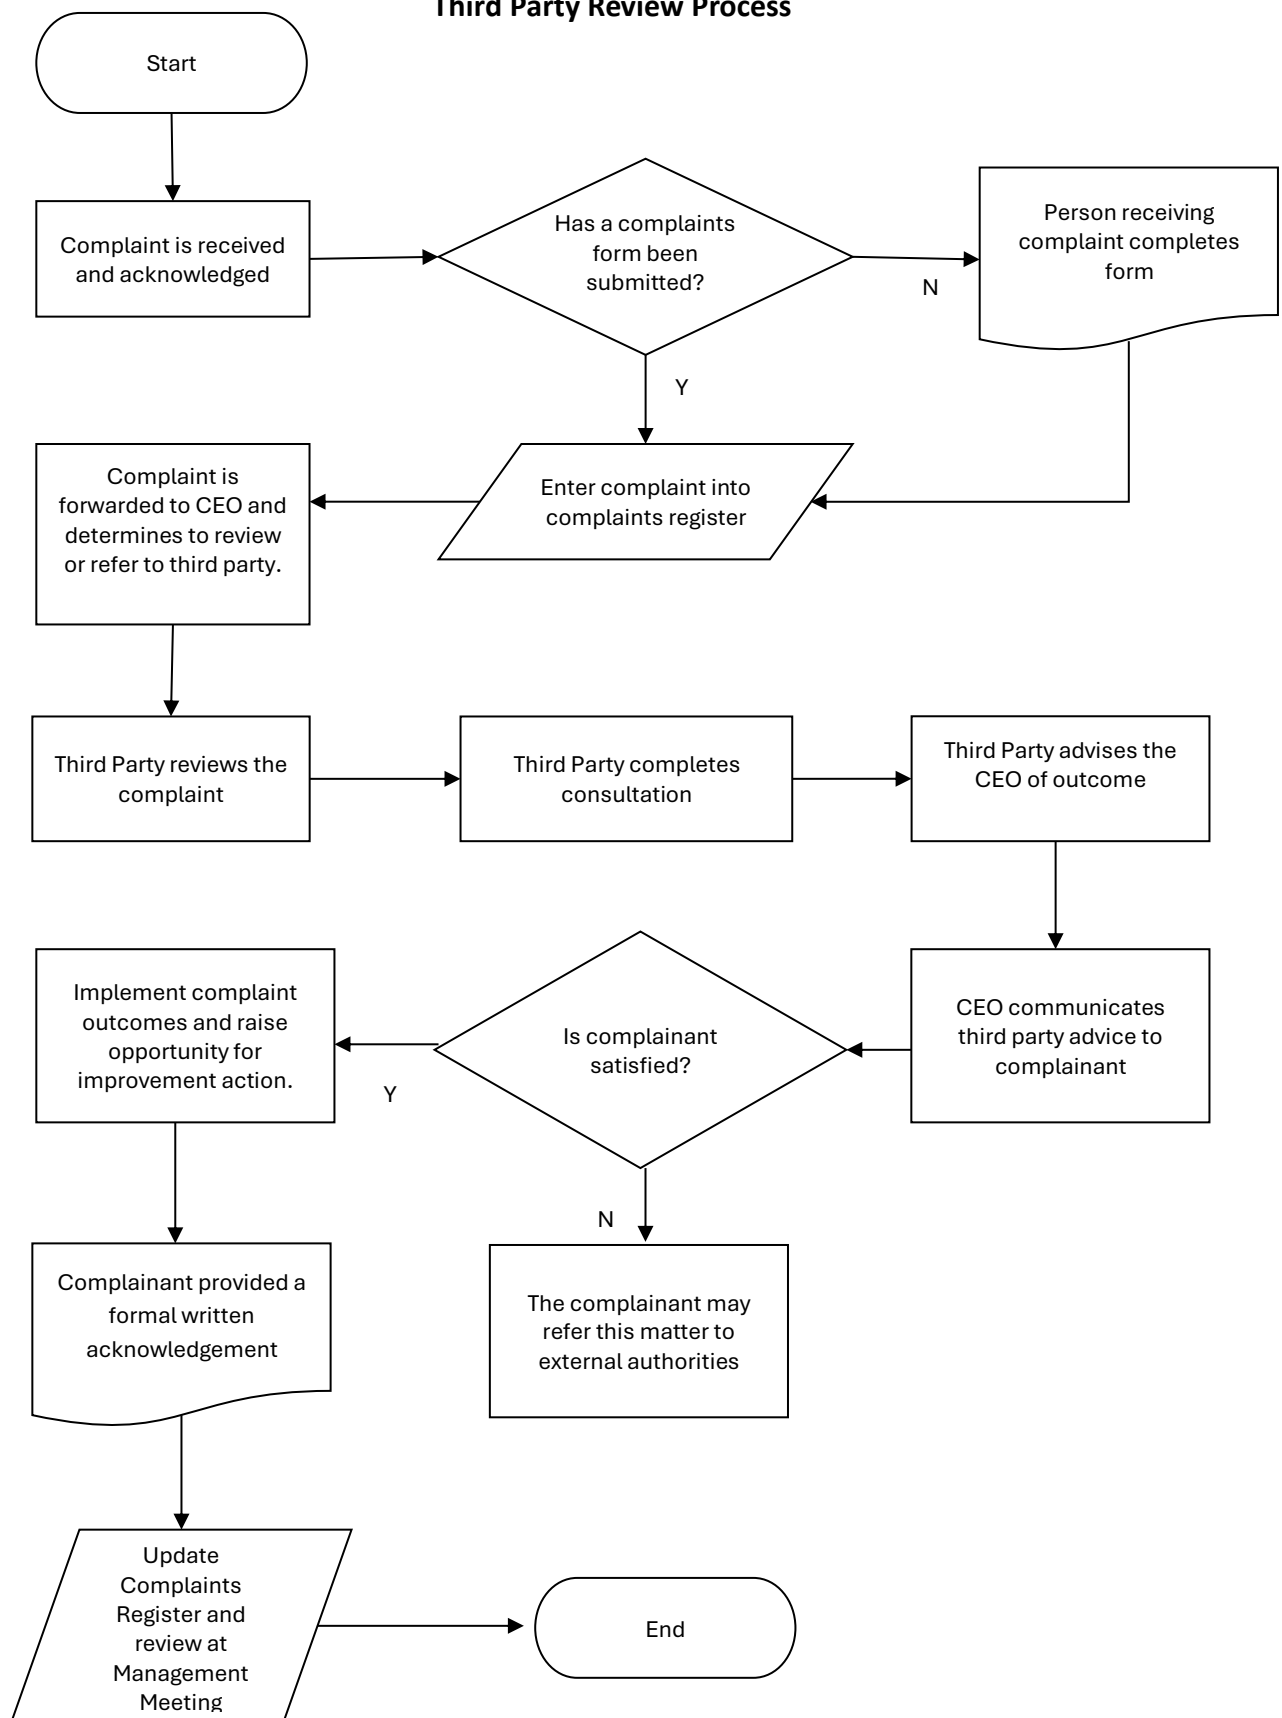 Third Party Review Process
Start
Complaint is received
and acknowledged
Has a complaints
form been
submitted?
N
Person receiving
complaint completes
form
Y
Enter complaint into
complaints register
Complaint is
forwarded to CEO and
determines to review
or refer to third party.
Third Party reviews the
complaint
Third Party completes
consultation
Third Party advises the
CEO of outcome
CEO communicates
third party advice to
complainant
Is complainant
satisfied?
Y
Implement complaint
outcomes and raise
opportunity for
improvement action.
N
The complainant may
refer this matter to
external authorities
Complainant provided a
formal written
acknowledgement
Update
Complaints
Register and
review at
Management
Meeting
End